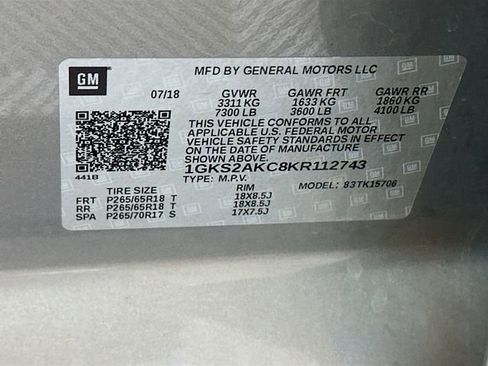 GM
MFD BY GENERAL MOTORS LLC
07/18 GVWR GAWR FRT GAWR RR
3311 KG 1633 KG 1860 KG
7300 LB 3600 LB 4100 LB
THIS VEHICLE CONFORMS TO ALL
APPLICABLE U.S. FEDERAL MOTOR
VEHICLE SAFETY STANDARDS IN EFFECT
ON THE DATE OF MANUFACTURE SHOWN ABOVE.
1GKS2AKC8KR112743
441B TYPE: M.P.V. MODEL: 83TK15706
TIRE SIZE RIM
FRT P265/65R18 T 18X8.5J
RR P265/65R18 T 18X8.5J
SPA P265/70R17 S 17X7.5J